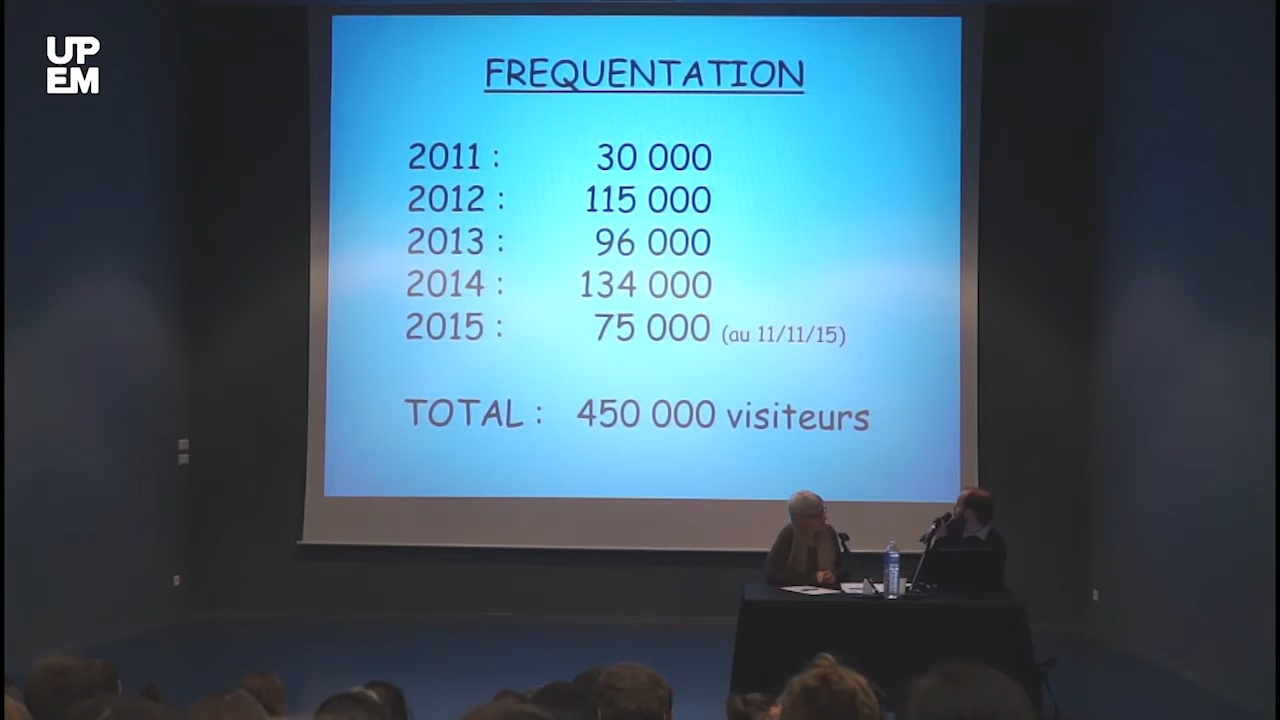 UP
EM
FREQUENTATION
2011 : 30 000
2012 : 115 000
2013 : 96 000
2014 : 134 000
2015 : 75 000 (au 11/11/15)
TOTAL : 450 000 visiteurs